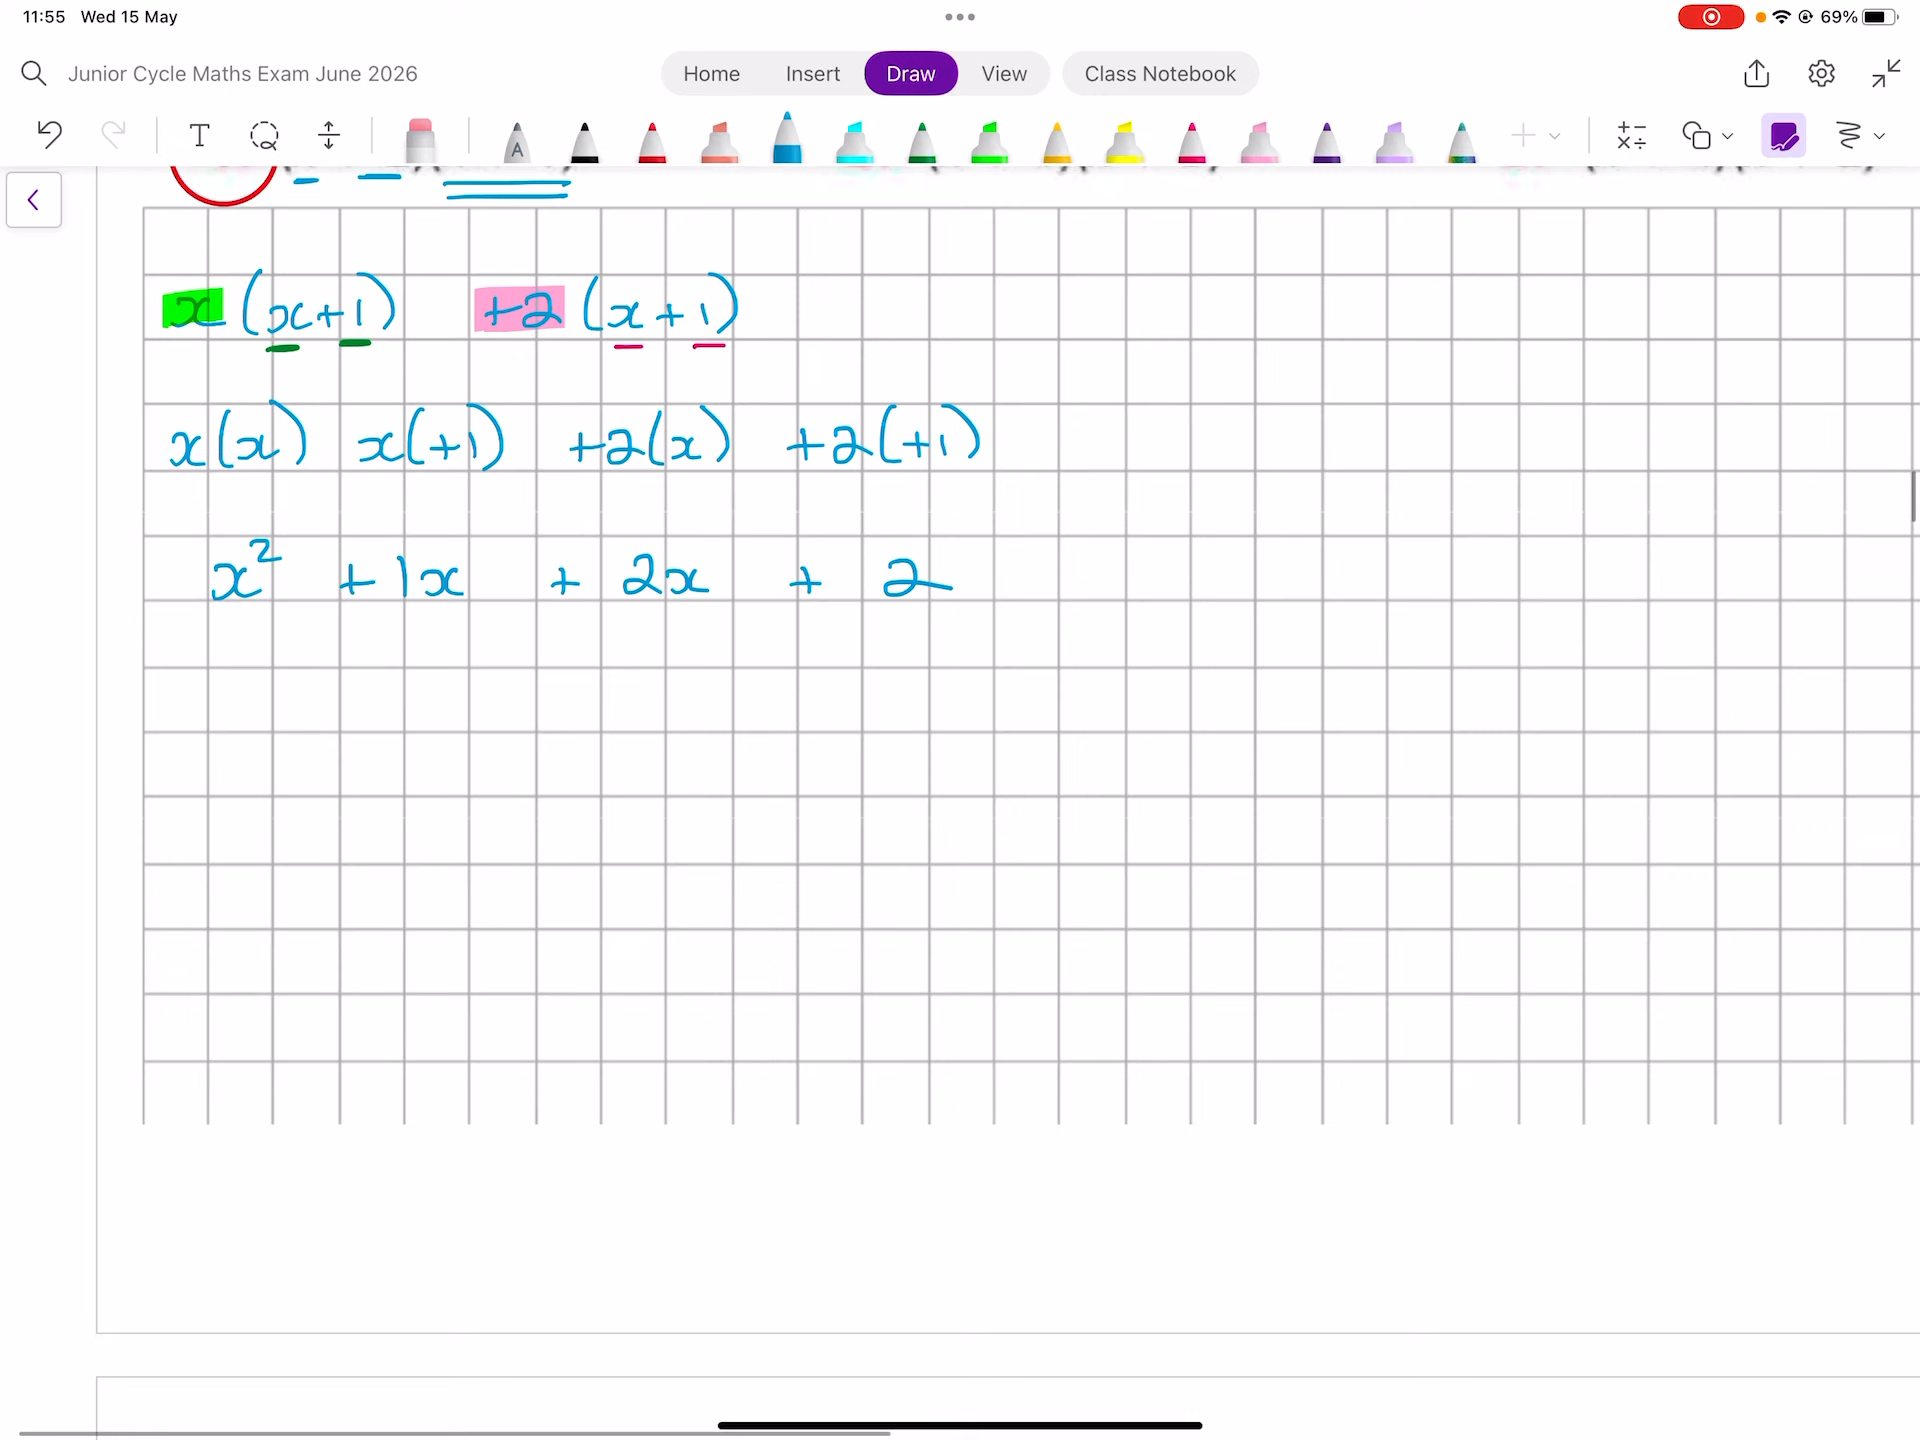 11:55 Wed 15 May 69%
Junior Cycle Maths Exam June 2026 Home Insert Draw View Class Notebook
T A
x (x+1) +2 (x+1)
x(x) x(+1) +2(x) +2(+1)
x² +1x + 2x + 2